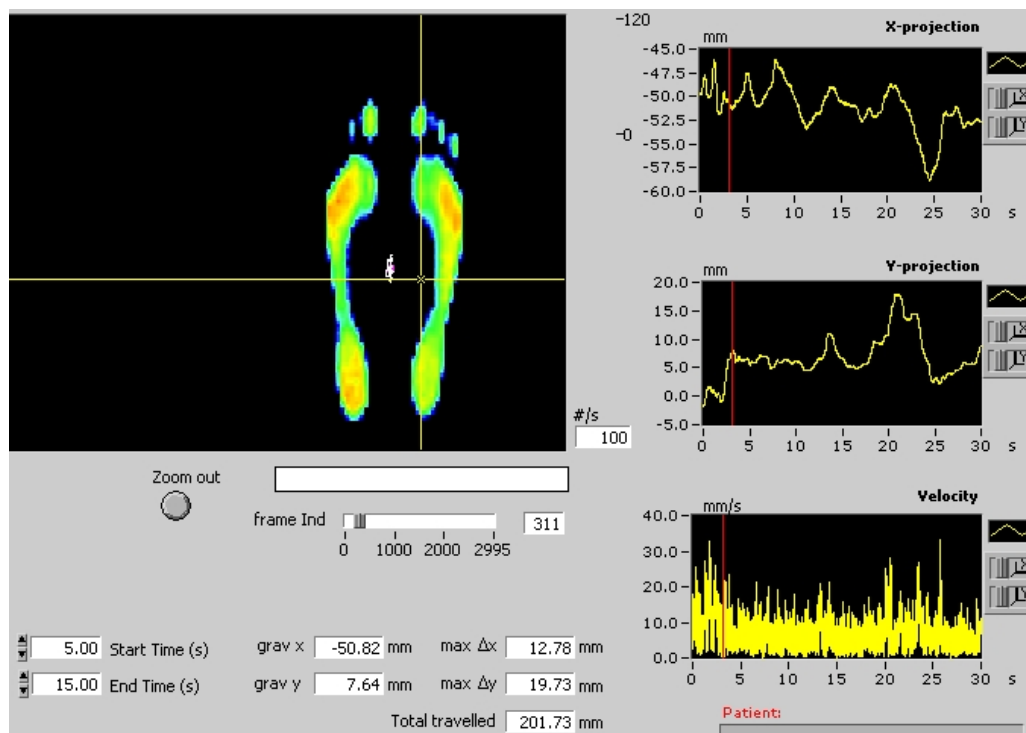 -120
-0
X-projection
mm
-45.0
-47.5
-50.0
-52.5
-55.0
-57.5
-60.0
0 5 10 15 20 25 30 s
X
Y
Y-projection
mm
20.0
15.0
10.0
5.0
0.0
-5.0
0 5 10 15 20 25 30 s
X
Y
#/s
100
Zoom out
frame Ind
311
0 1000 2000 2995
Velocity
mm/s
40.0
30.0
20.0
10.0
0.0
0 5 10 15 20 25 30 s
X
Y
5.00 Start Time (s) grav x -50.82 mm max Δx 12.78 mm
15.00 End Time (s) grav y 7.64 mm max Δy 19.73 mm
Total travelled 201.73 mm
Patient: